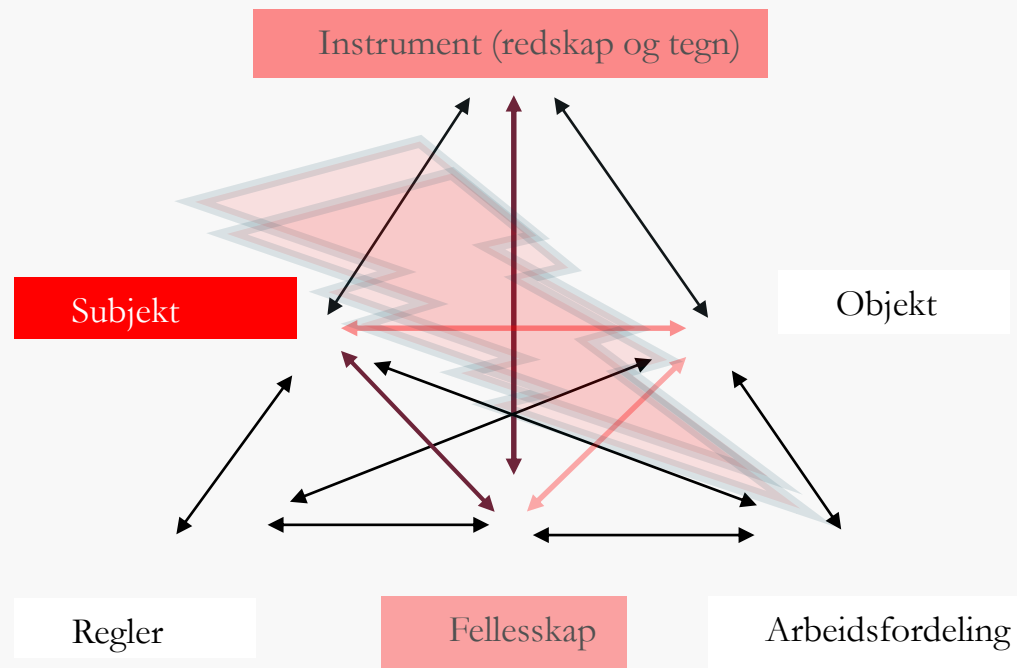 Instrument (redskap og tegn)
Subjekt
Objekt
Regler
Fellesskap
Arbeidsfordeling